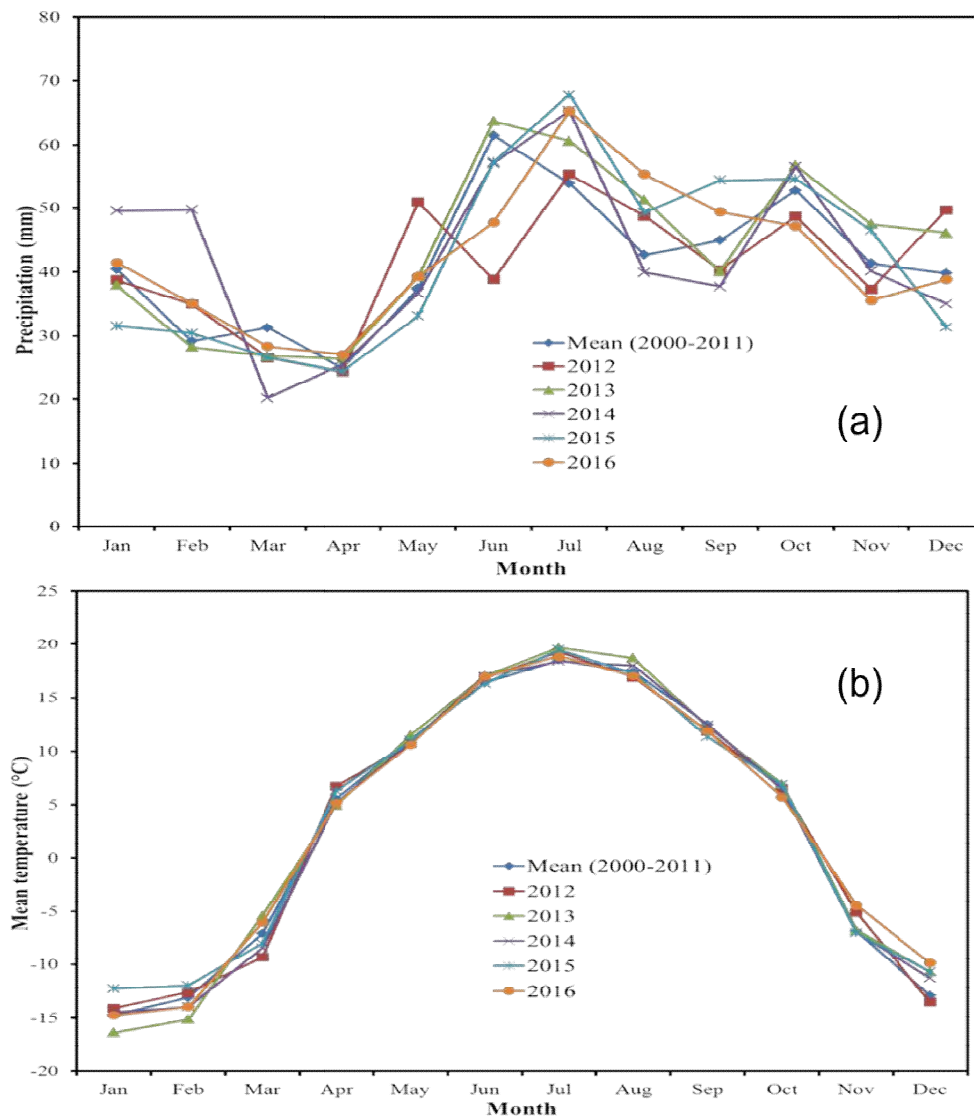 80
70
60
50
40
30
20
10
0
Precipitation (mm)
Mean (2000-2011)
2012
2013
2014
2015
2016
(a)
Jan Feb Mar Apr May Jun Jul Aug Sep Oct Nov Dec
Month
25
20
15
10
5
0
-5
-10
-15
-20
Mean temperature (°C)
(b)
Mean (2000-2011)
2012
2013
2014
2015
2016
Jan Feb Mar Apr May Jun Jul Aug Sep Oct Nov Dec
Month